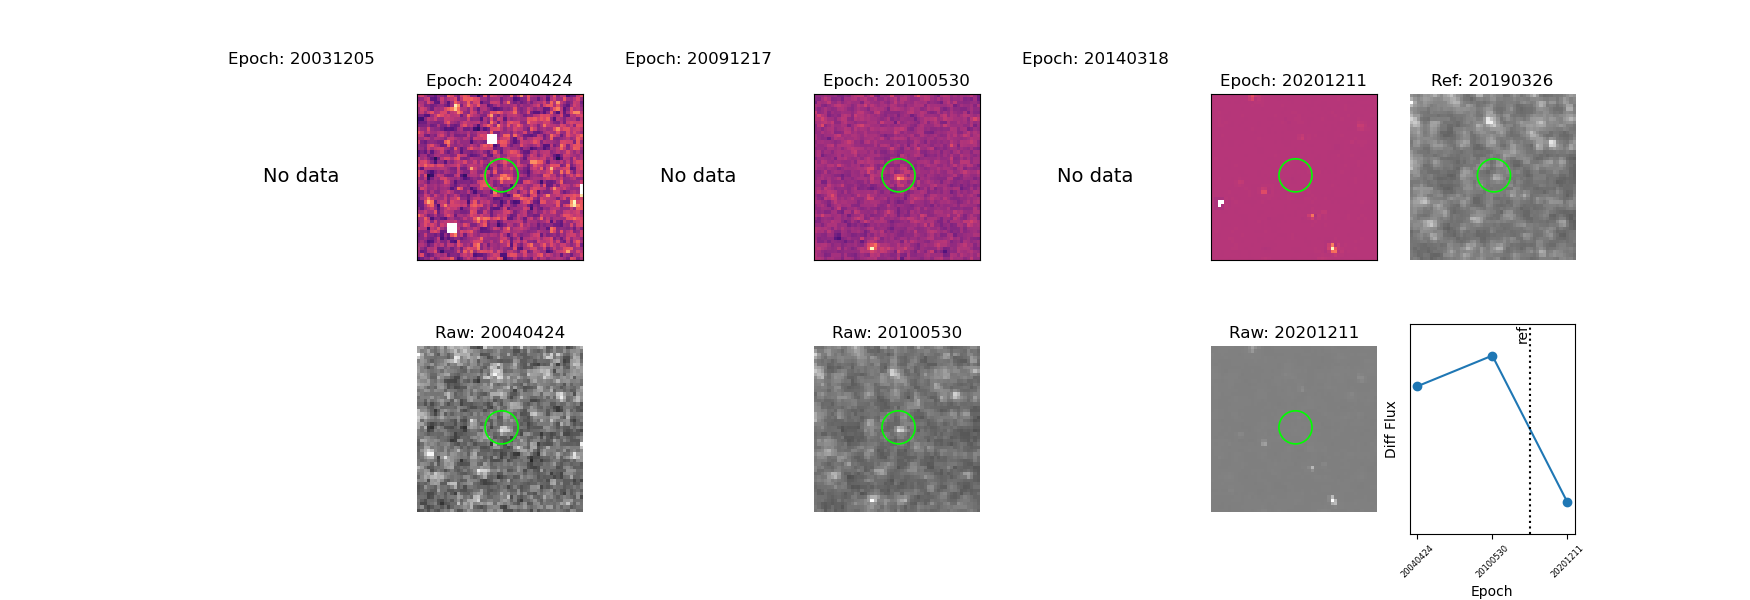 Epoch: 20031205
Epoch: 20091217
Epoch: 20140318
Epoch: 20040424
Epoch: 20100530
Epoch: 20201211
Ref: 20190326
No data
No data
No data
Raw: 20040424
Raw: 20100530
Raw: 20201211
ref
Diff Flux
20040424
20100530
20201211
Epoch